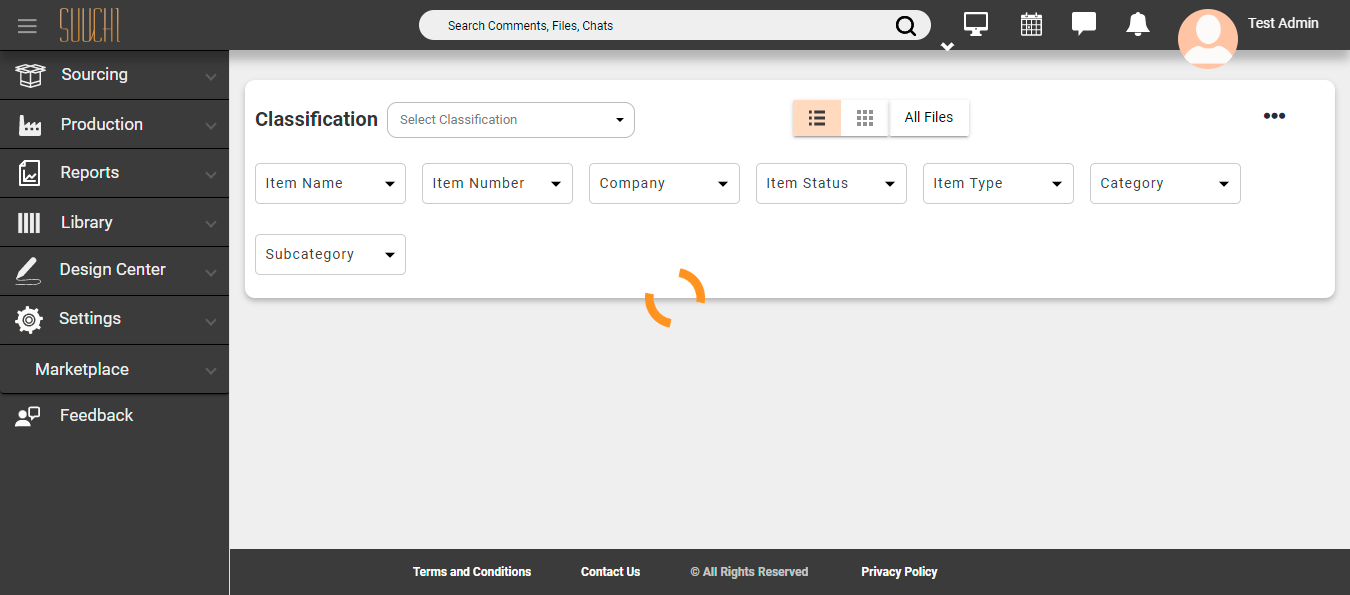 SUUCHI
Search Comments, Files, Chats
Test Admin
Sourcing
Production
Reports
Library
Design Center
Settings
Marketplace
Feedback
Classification
Select Classification
All Files
Item Name
Item Number
Company
Item Status
Item Type
Category
Subcategory
Terms and Conditions
Contact Us
© All Rights Reserved
Privacy Policy